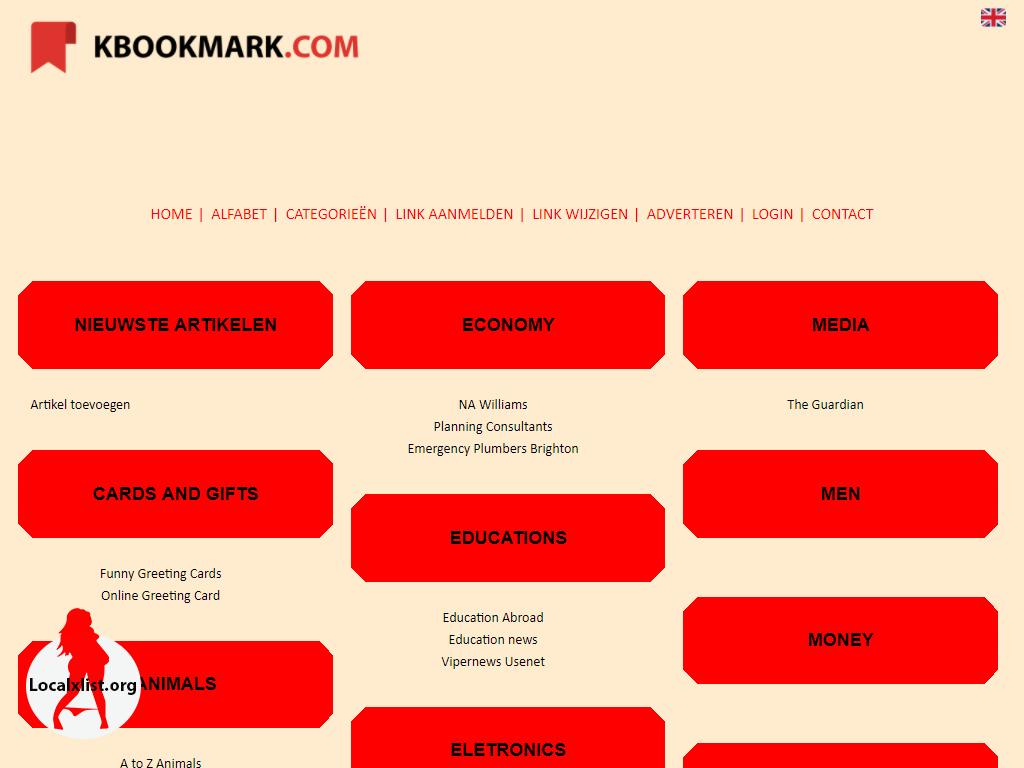 KBOOKMARK.COM
HOME | ALFABET | CATEGORIEËN | LINK AANMELDEN | LINK WIJZIGEN | ADVERTEREN | LOGIN | CONTACT
NIEUWSTE ARTIKELEN
Artikel toevoegen
CARDS AND GIFTS
Funny Greeting Cards
Online Greeting Card
ANIMALS
Localxlist.org
A to Z Animals
ECONOMY
NA Williams
Planning Consultants
Emergency Plumbers Brighton
EDUCATIONS
Education Abroad
Education news
Vipernews Usenet
ELETRONICS
MEDIA
The Guardian
MEN
MONEY